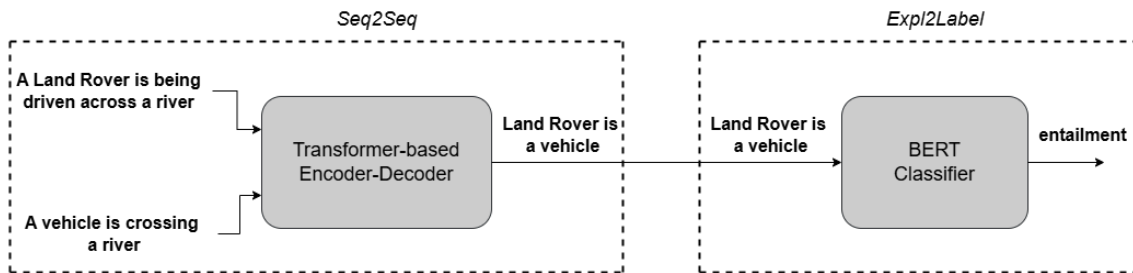 Seq2Seq
Expl2Label
A Land Rover is being
driven across a river
A vehicle is crossing
a river
Transformer-based
Encoder-Decoder
Land Rover is
a vehicle
Land Rover is
a vehicle
BERT
Classifier
entailment